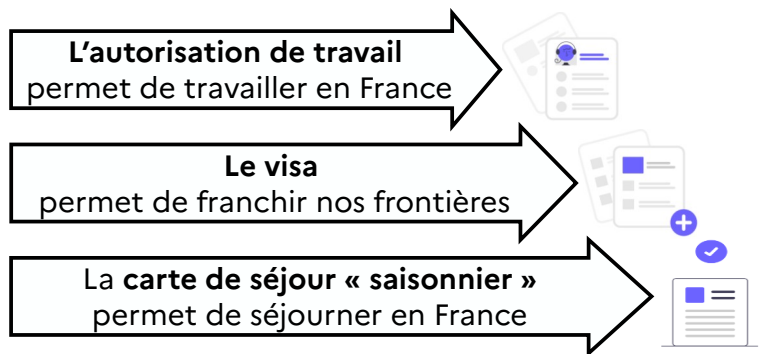 L’autorisation de travail
permet de travailler en France
Le visa
permet de franchir nos frontières
La carte de séjour « saisonnier »
permet de séjourner en France